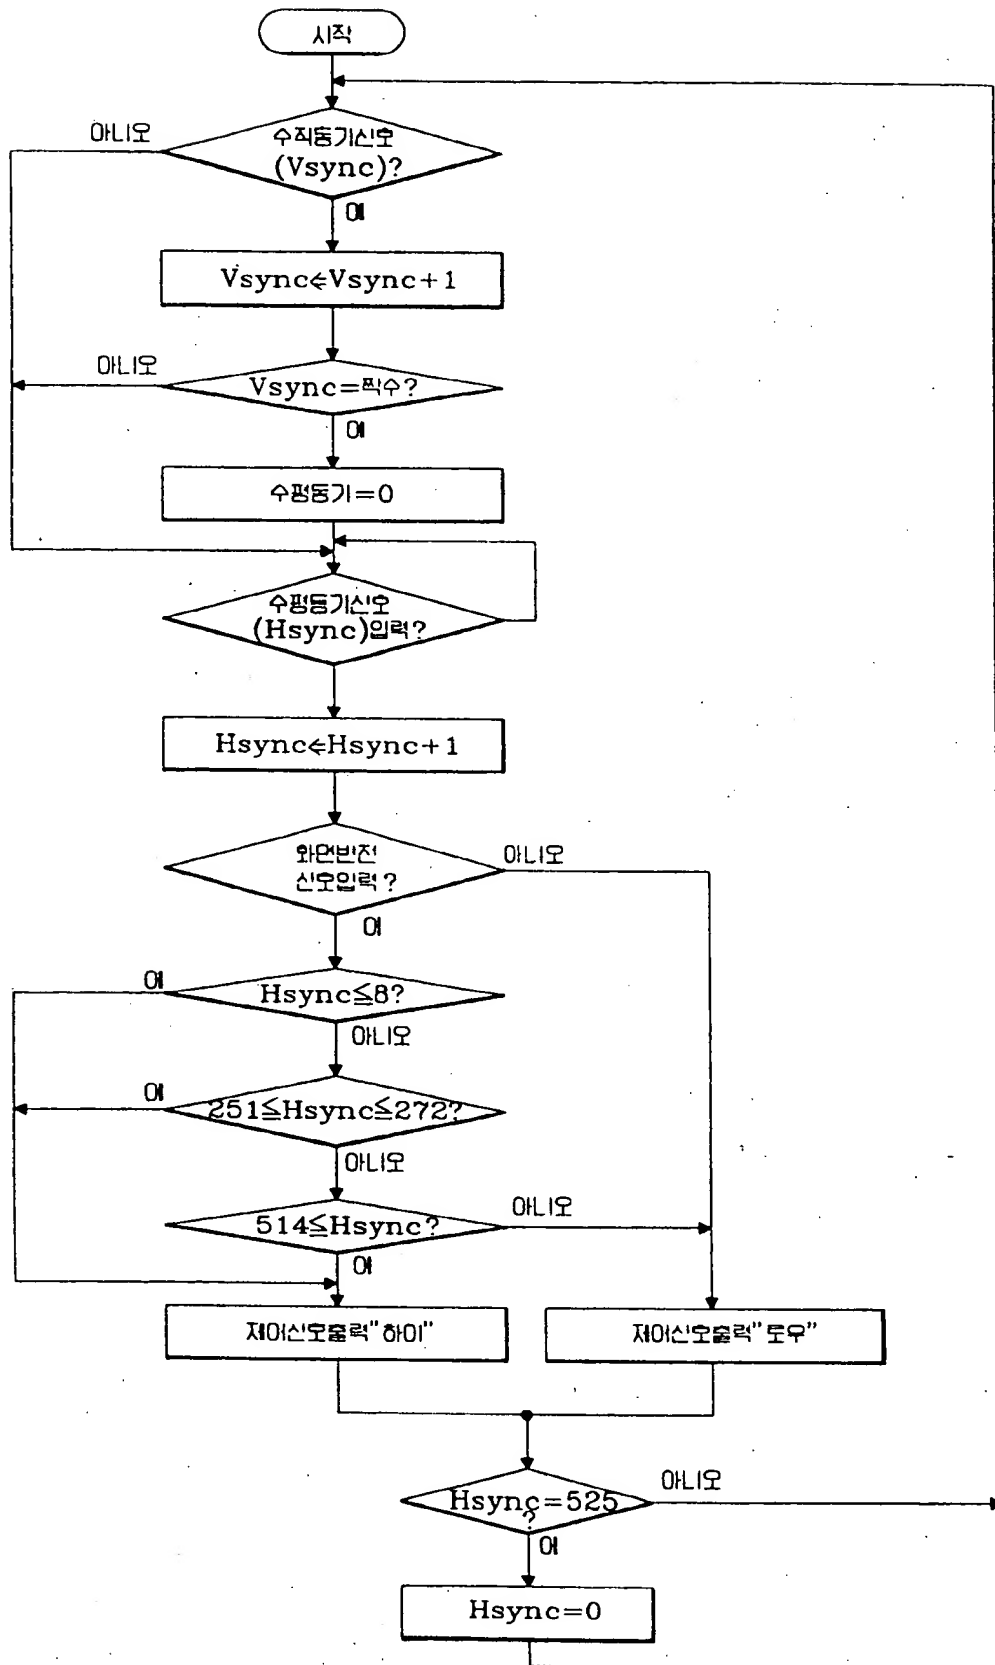 시작
아니오
수직동기신호
(Vsync)?
예
Vsync⇐Vsync+1
아니오
Vsync=짝수?
예
수평동기=0
수평동기신호
(Hsync)입력?
Hsync⇐Hsync+1
화면반전
신호입력?
아니오
예
예
Hsync≦8?
아니오
예
251≦Hsync≦272?
아니오
514≦Hsync?
아니오
예
제어신호출력"하이"
제어신호출력"로우"
Hsync=525
?
아니오
예
Hsync=0